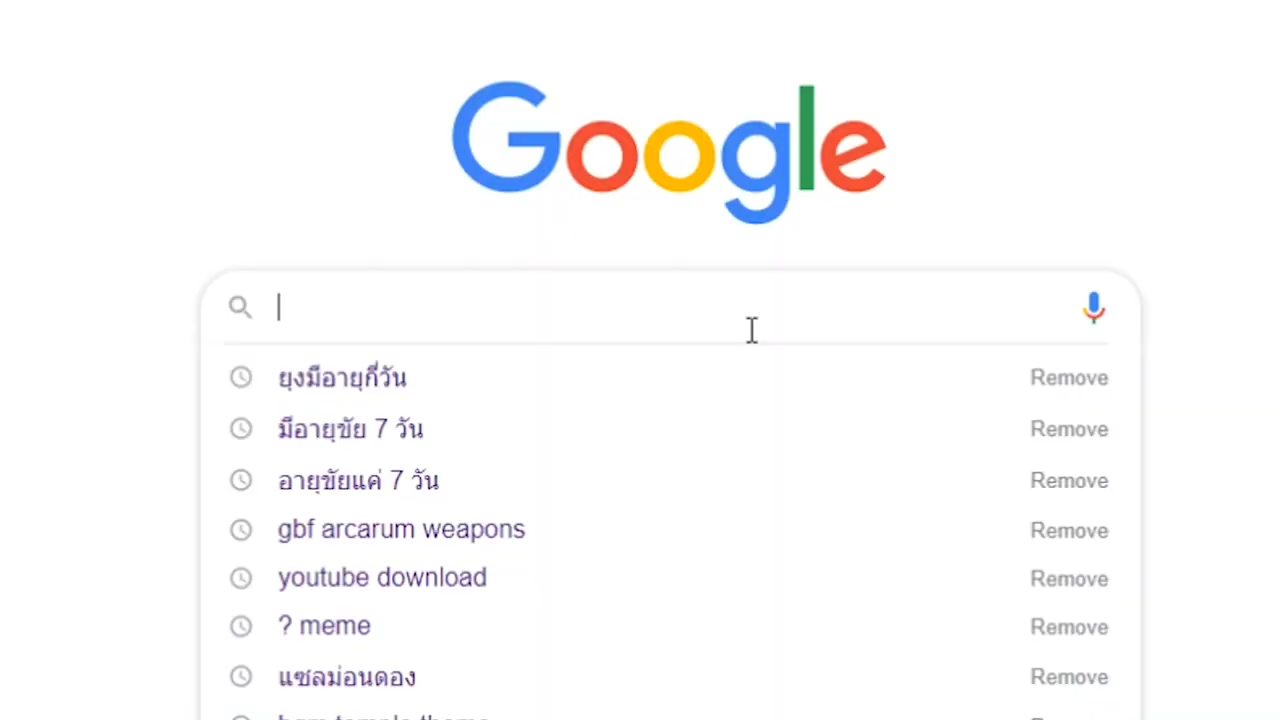 Google
ยุงมีอายุกี่วัน Remove
มีอายุขัย 7 วัน Remove
อายุขัยแค่ 7 วัน Remove
gbf arcarum weapons Remove
youtube download Remove
? meme Remove
แซลม่อนดอง Remove